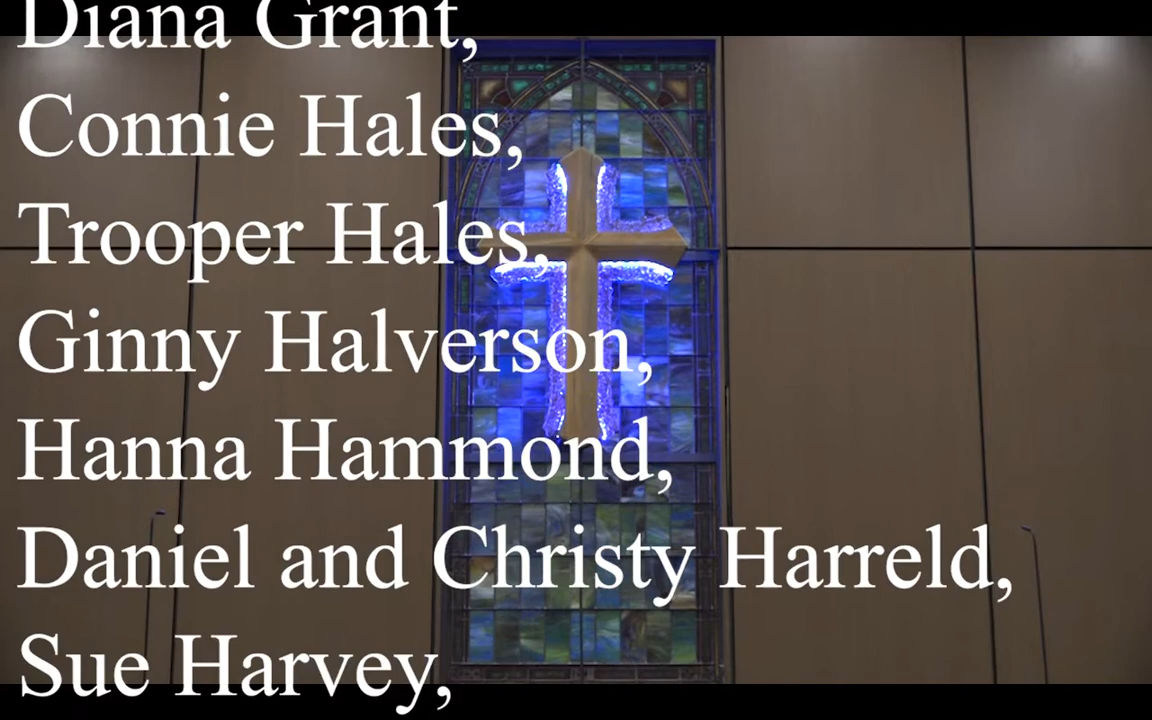 Diana Grant,
Connie Hales,
Trooper Hales,
Ginny Halverson,
Hanna Hammond,
Daniel and Christy Harreld,
Sue Harvey,